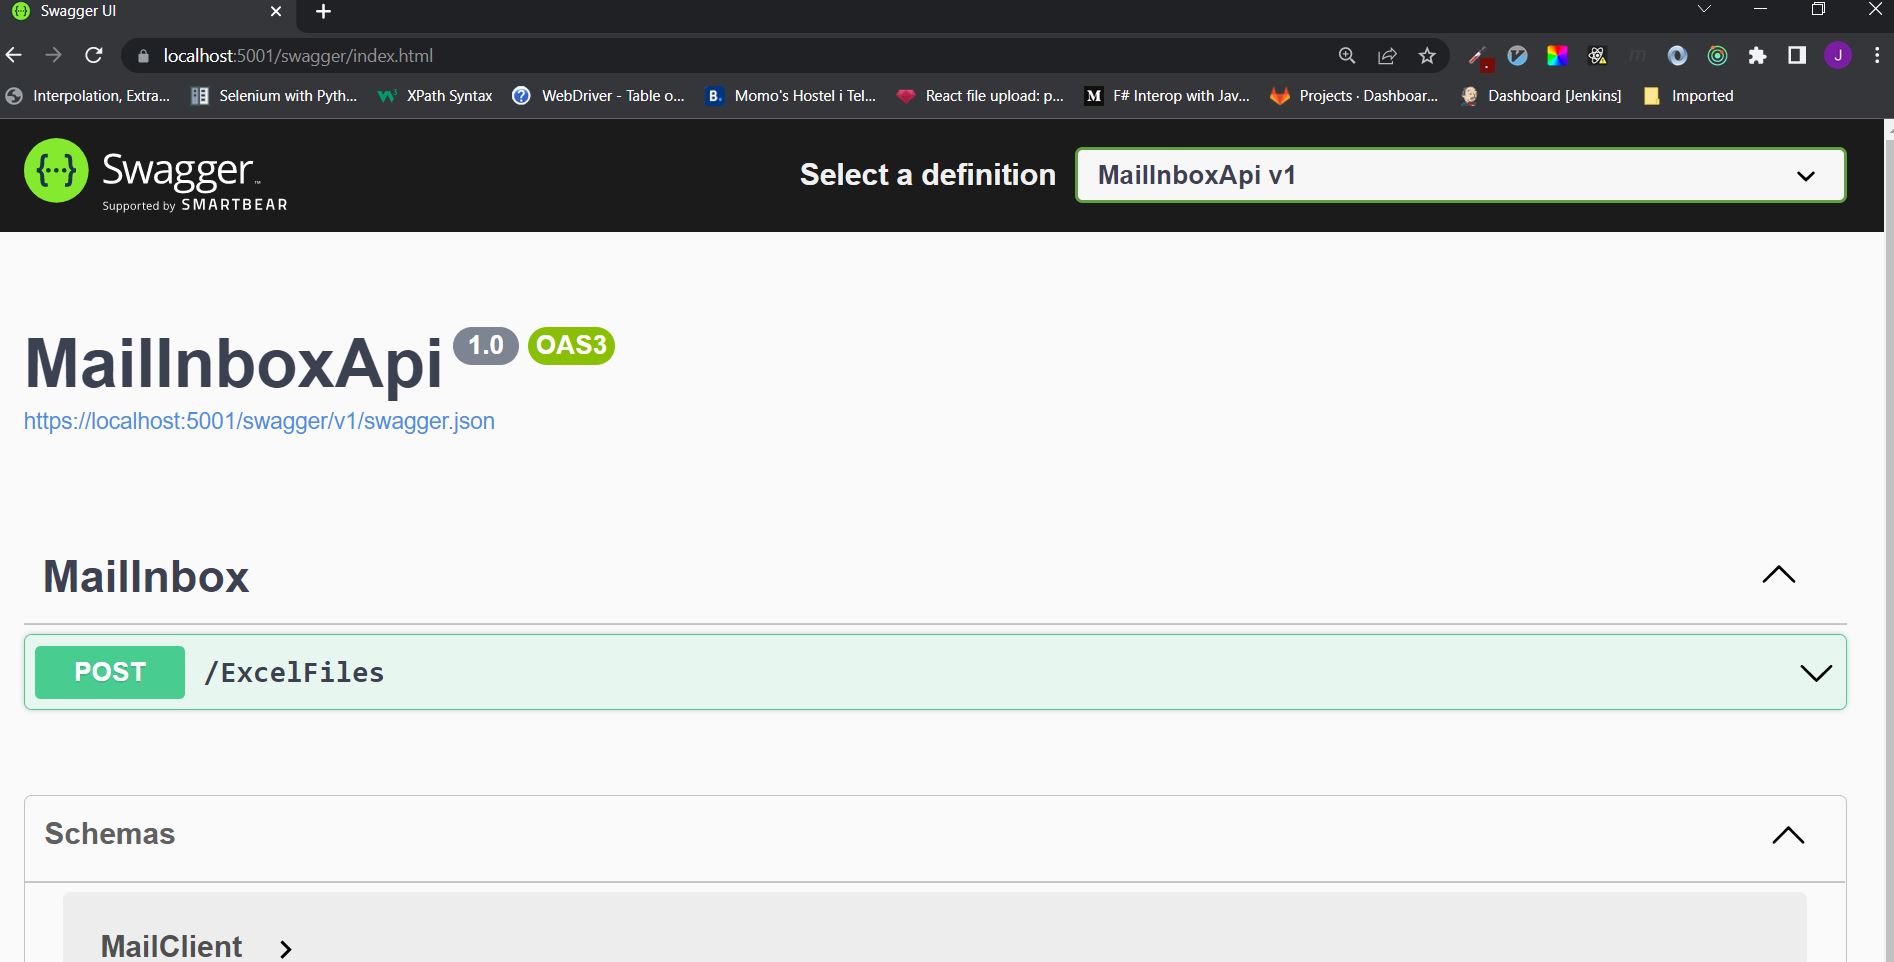 Swagger UI
localhost:5001/swagger/index.html
J
Interpolation, Extra... Selenium with Pyth... XPath Syntax WebDriver - Table o... B. Momo's Hostel i Tel... React file upload: p... M F# Interop with Jav... Projects · Dashboar... Dashboard [Jenkins] Imported
Swagger™
Supported by SMARTBEAR
Select a definition
MailInboxApi v1
MailInboxApi 1.0 OAS3
https://localhost:5001/swagger/v1/swagger.json
MailInbox
POST /ExcelFiles
Schemas
MailClient